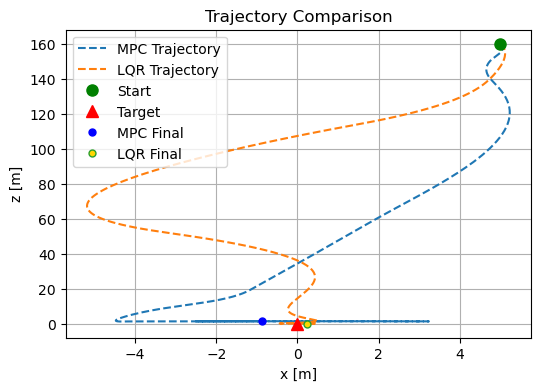 Trajectory Comparison
160
140
120
100
80
60
40
20
0
z [m]
MPC Trajectory
LQR Trajectory
Start
Target
MPC Final
LQR Final
−4
−2
0
2
4
x [m]